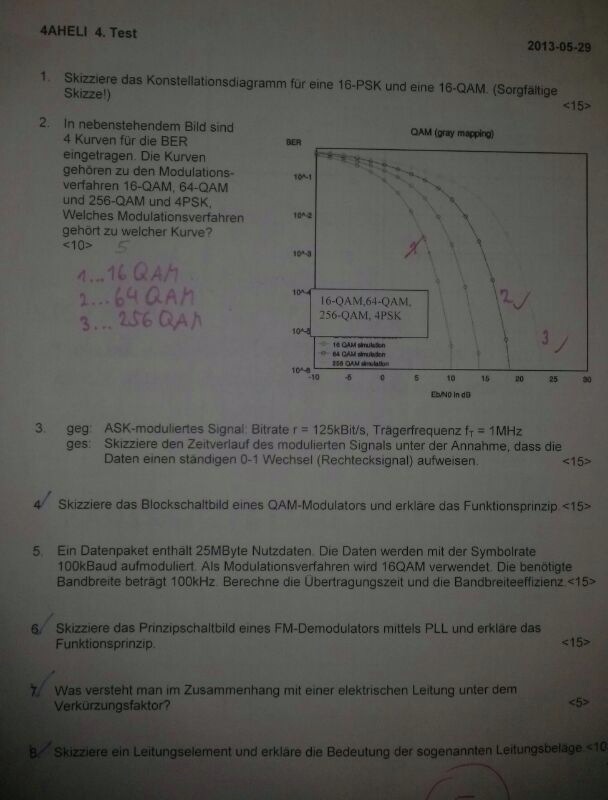 4AHELI 4. Test
2013-05-29
1. Skizziere das Konstellationsdiagramm für eine 16-PSK und eine 16-QAM. (Sorgfältige
Skizze!)
<15>
2. In nebenstehendem Bild sind
4 Kurven für die BER
eingetragen. Die Kurven
gehören zu den Modulations-
verfahren 16-QAM, 64-QAM
und 256-QAM und 4PSK,
Welches Modulationsverfahren
gehört zu welcher Kurve?
<10> 5
1...16 QAM
2...64 QAM
3...256 QAM
QAM (gray mapping)
BER
10^-1
10^-2
10^-3
10^-4
10^-5
10^-6
1
2
3
16-QAM,64-QAM,
256-QAM, 4PSK
16 QAM simulation
64 QAM simulation
256 QAM simulation
-10 -5 0 5 10 15 20 25 30
Eb/N0 in dB
3. geg: ASK-moduliertes Signal: Bitrate r = 125kBit/s, Trägerfrequenz fT = 1MHz
ges: Skizziere den Zeitverlauf des modulierten Signals unter der Annahme, dass die
Daten einen ständigen 0-1 Wechsel (Rechtecksignal) aufweisen. <15>
4 Skizziere das Blockschaltbild eines QAM-Modulators und erkläre das Funktionsprinzip. <15>
5. Ein Datenpaket enthält 25MByte Nutzdaten. Die Daten werden mit der Symbolrate
100kBaud aufmoduliert. Als Modulationsverfahren wird 16QAM verwendet. Die benötigte
Bandbreite beträgt 100kHz. Berechne die Übertragungszeit und die Bandbreiteeffizienz.<15>
6. Skizziere das Prinzipschaltbild eines FM-Demodulators mittels PLL und erkläre das
Funktionsprinzip. <15>
7. Was versteht man im Zusammenhang mit einer elektrischen Leitung unter dem
Verkürzungsfaktor? <5>
8. Skizziere ein Leitungselement und erkläre die Bedeutung der sogenannten Leitungsbeläge.<10